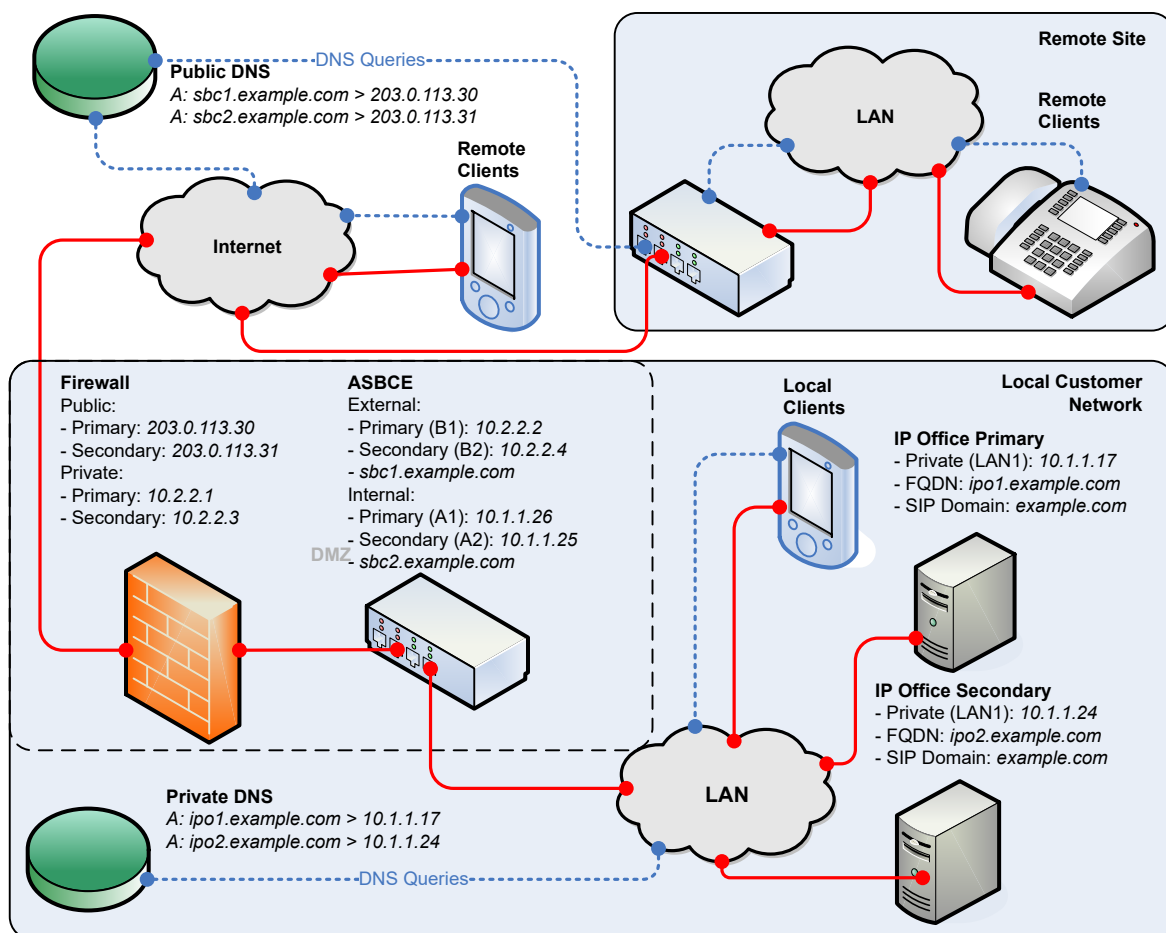 DNS Queries
Public DNS
A: sbc1.example.com > 203.0.113.30
A: sbc2.example.com > 203.0.113.31
Remote
Clients
Internet
Remote Site
LAN
Remote
Clients
Firewall
Public:
- Primary: 203.0.113.30
- Secondary: 203.0.113.31
Private:
- Primary: 10.2.2.1
- Secondary: 10.2.2.3
ASBCE
External:
- Primary (B1): 10.2.2.2
- Secondary (B2): 10.2.2.4
- sbc1.example.com
Internal:
- Primary (A1): 10.1.1.26
- Secondary (A2): 10.1.1.25
- sbc2.example.com
DMZ
Local
Clients
Local Customer
Network
IP Office Primary
- Private (LAN1): 10.1.1.17
- FQDN: ipo1.example.com
- SIP Domain: example.com
IP Office Secondary
- Private (LAN1): 10.1.1.24
- FQDN: ipo2.example.com
- SIP Domain: example.com
LAN
Private DNS
A: ipo1.example.com > 10.1.1.17
A: ipo2.example.com > 10.1.1.24
DNS Queries